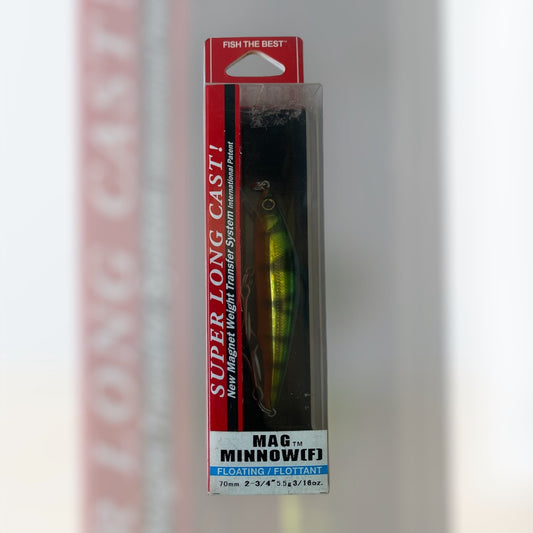 FISH THE BEST™
SUPER LONG CAST!
New Magnet Weight Transfer System International Patent
MAG™
MINNOW(F)
FLOATING / FLOTTANT
70mm 2-3/4" 5.5g 3/16oz.